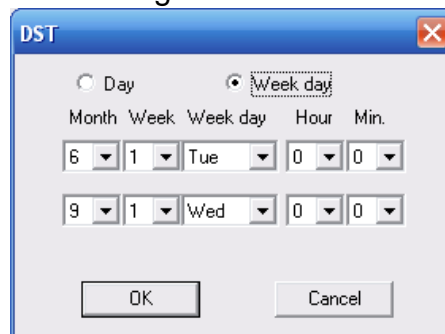 DST
Day Week day
Month Week Week day Hour Min.
6 1 Tue 0 0
9 1 Wed 0 0
OK Cancel